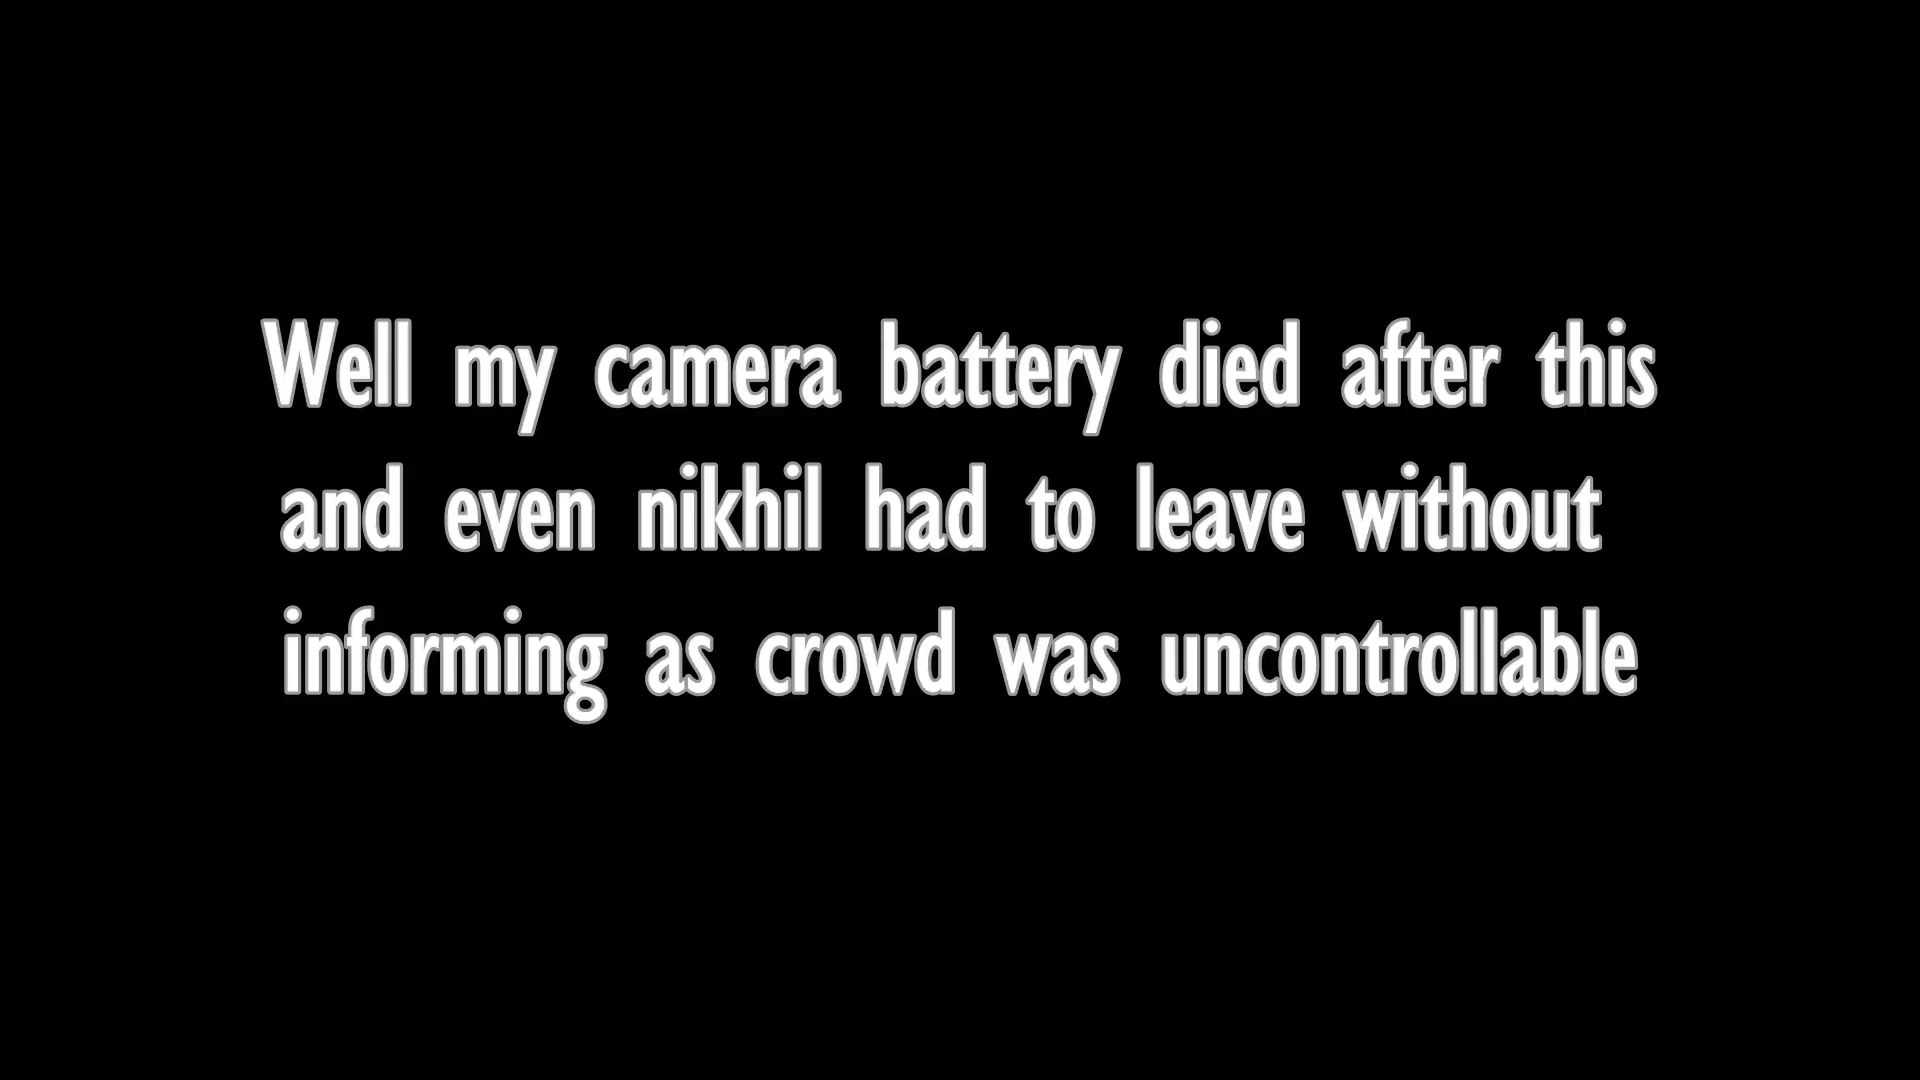 Well my camera battery died after this
and even nikhil had to leave without
informing as crowd was uncontrollable